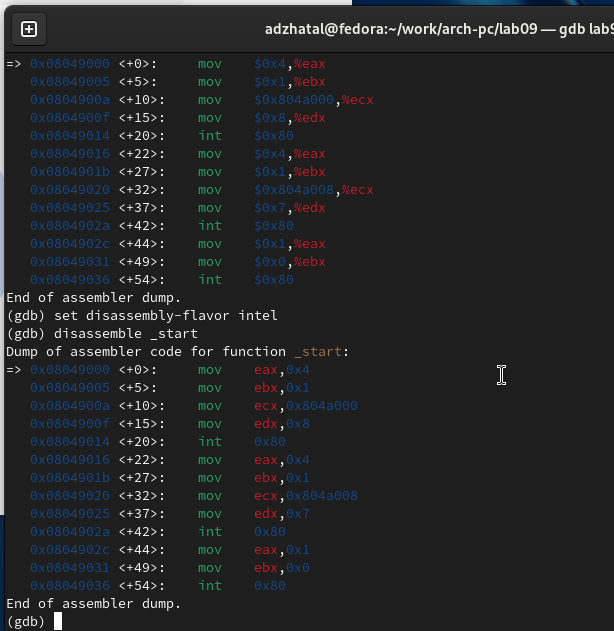 adzhatal@fedora:~/work/arch-pc/lab09 — gdb lab9
=> 0x08049000 <+0>:     mov    $0x4,%eax
   0x08049005 <+5>:     mov    $0x1,%ebx
   0x0804900a <+10>:    mov    $0x804a000,%ecx
   0x0804900f <+15>:    mov    $0x8,%edx
   0x08049014 <+20>:    int    $0x80
   0x08049016 <+22>:    mov    $0x4,%eax
   0x0804901b <+27>:    mov    $0x1,%ebx
   0x08049020 <+32>:    mov    $0x804a008,%ecx
   0x08049025 <+37>:    mov    $0x7,%edx
   0x0804902a <+42>:    int    $0x80
   0x0804902c <+44>:    mov    $0x1,%eax
   0x08049031 <+49>:    mov    $0x0,%ebx
   0x08049036 <+54>:    int    $0x80
End of assembler dump.
(gdb) set disassembly-flavor intel
(gdb) disassemble _start
Dump of assembler code for function _start:
=> 0x08049000 <+0>:     mov    eax,0x4
   0x08049005 <+5>:     mov    ebx,0x1
   0x0804900a <+10>:    mov    ecx,0x804a000
   0x0804900f <+15>:    mov    edx,0x8
   0x08049014 <+20>:    int    0x80
   0x08049016 <+22>:    mov    eax,0x4
   0x0804901b <+27>:    mov    ebx,0x1
   0x08049020 <+32>:    mov    ecx,0x804a008
   0x08049025 <+37>:    mov    edx,0x7
   0x0804902a <+42>:    int    0x80
   0x0804902c <+44>:    mov    eax,0x1
   0x08049031 <+49>:    mov    ebx,0x0
   0x08049036 <+54>:    int    0x80
End of assembler dump.
(gdb)